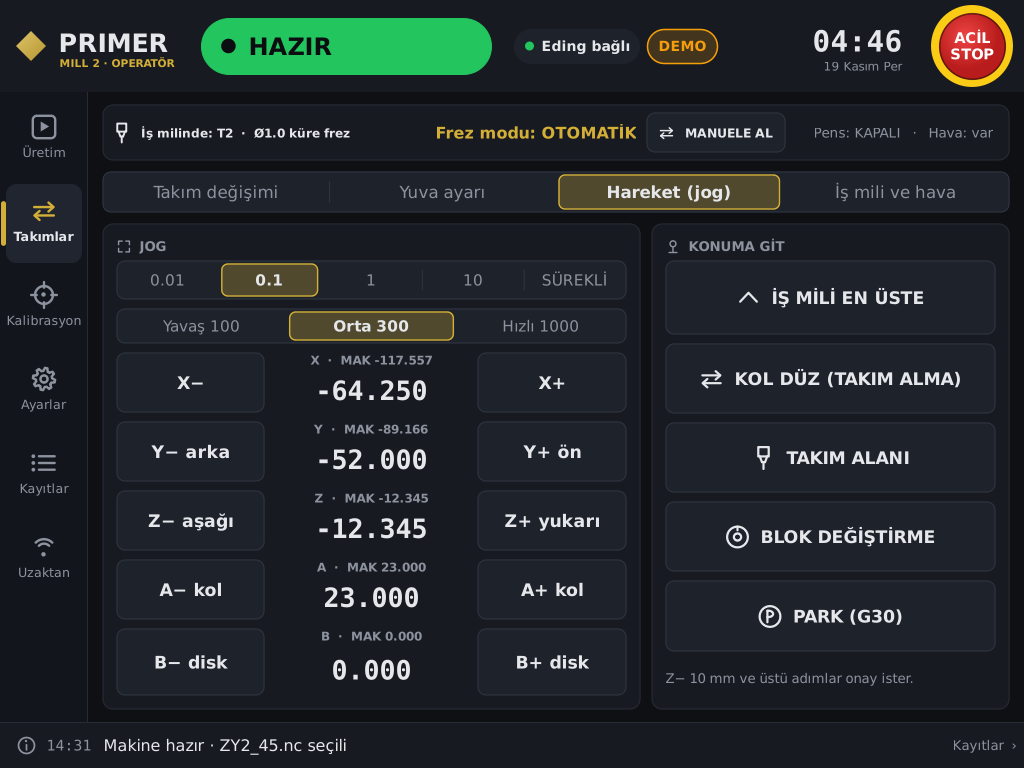 PRIMER
MILL 2 · OPERATÖR
HAZIR
Eding bağlı
DEMO
04:46
19 Kasım Per
ACİL
STOP
Üretim
Takımlar
Kalibrasyon
Ayarlar
Kayıtlar
Uzaktan
İş milinde: T2 · Ø1.0 küre frez
Frez modu: OTOMATİK
MANUELE AL
Pens: KAPALI · Hava: var
Takım değişimi
Yuva ayarı
Hareket (jog)
İş mili ve hava
JOG
0.01
0.1
1
10
SÜREKLİ
Yavaş 100
Orta 300
Hızlı 1000
X−
X · MAK -117.557
-64.250
X+
Y− arka
Y · MAK -89.166
-52.000
Y+ ön
Z− aşağı
Z · MAK -12.345
-12.345
Z+ yukarı
A− kol
A · MAK 23.000
23.000
A+ kol
B− disk
B · MAK 0.000
0.000
B+ disk
KONUMA GİT
İŞ MİLİ EN ÜSTE
KOL DÜZ (TAKIM ALMA)
TAKIM ALANI
BLOK DEĞİŞTİRME
PARK (G30)
Z− 10 mm ve üstü adımlar onay ister.
14:31 Makine hazır · ZY2_45.nc seçili
Kayıtlar ›